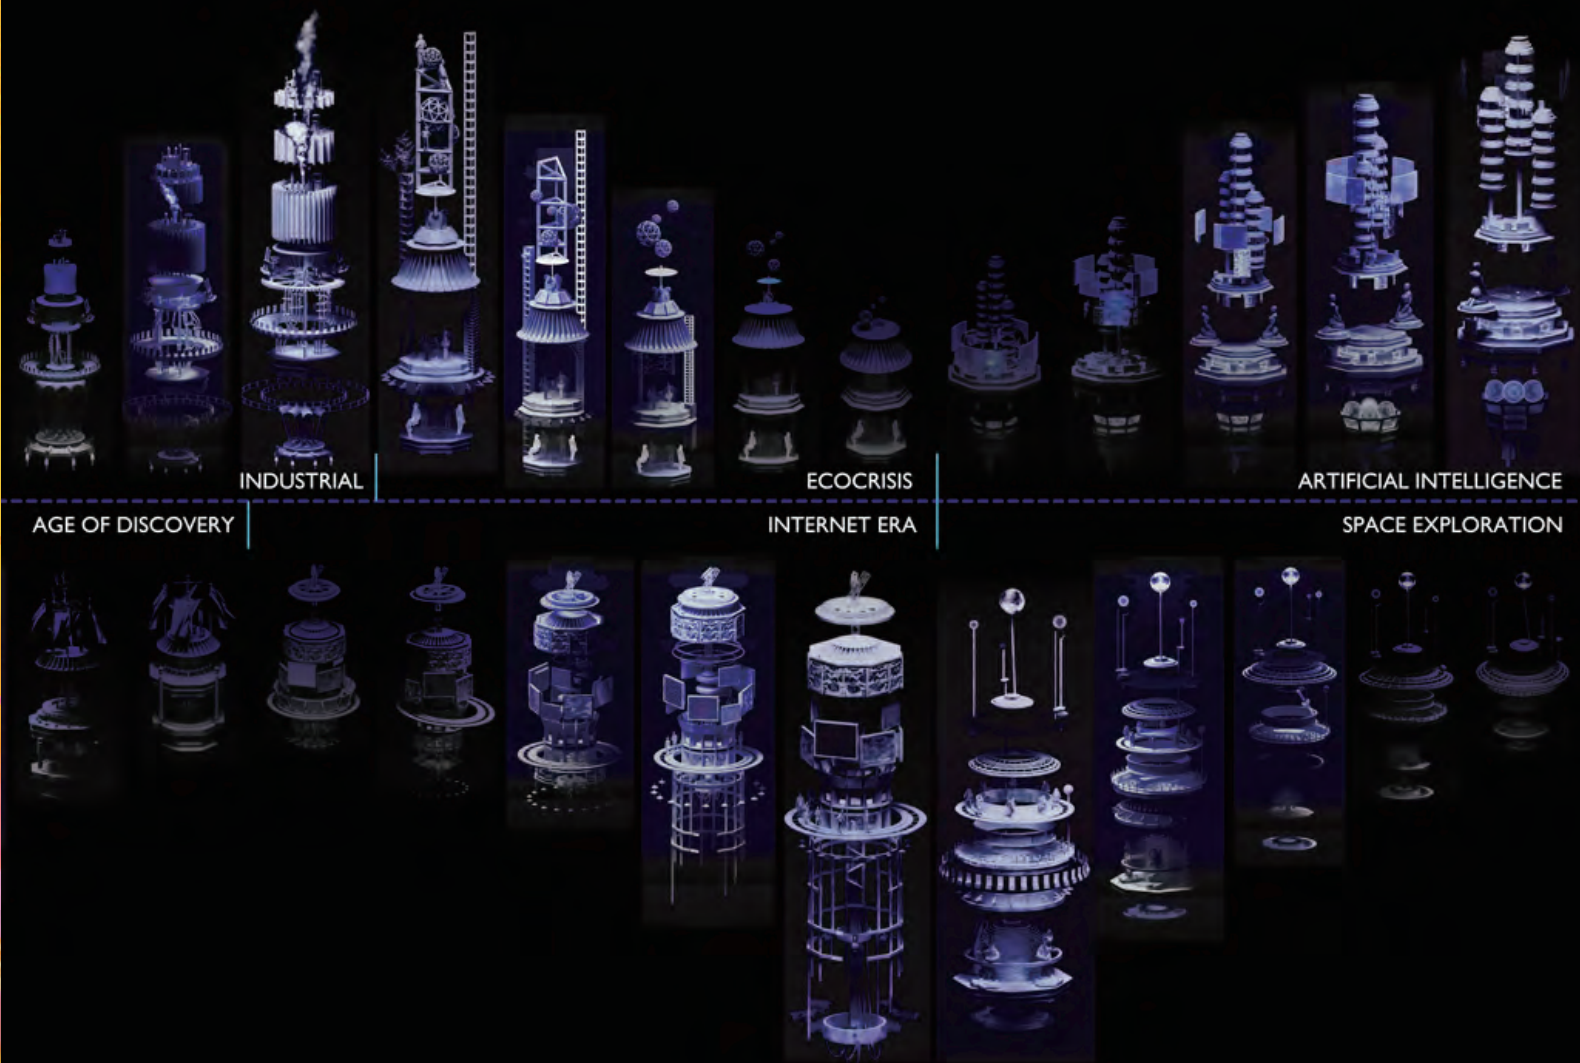 INDUSTRIAL
ECOCRISIS
ARTIFICIAL INTELLIGENCE
AGE OF DISCOVERY
INTERNET ERA
SPACE EXPLORATION